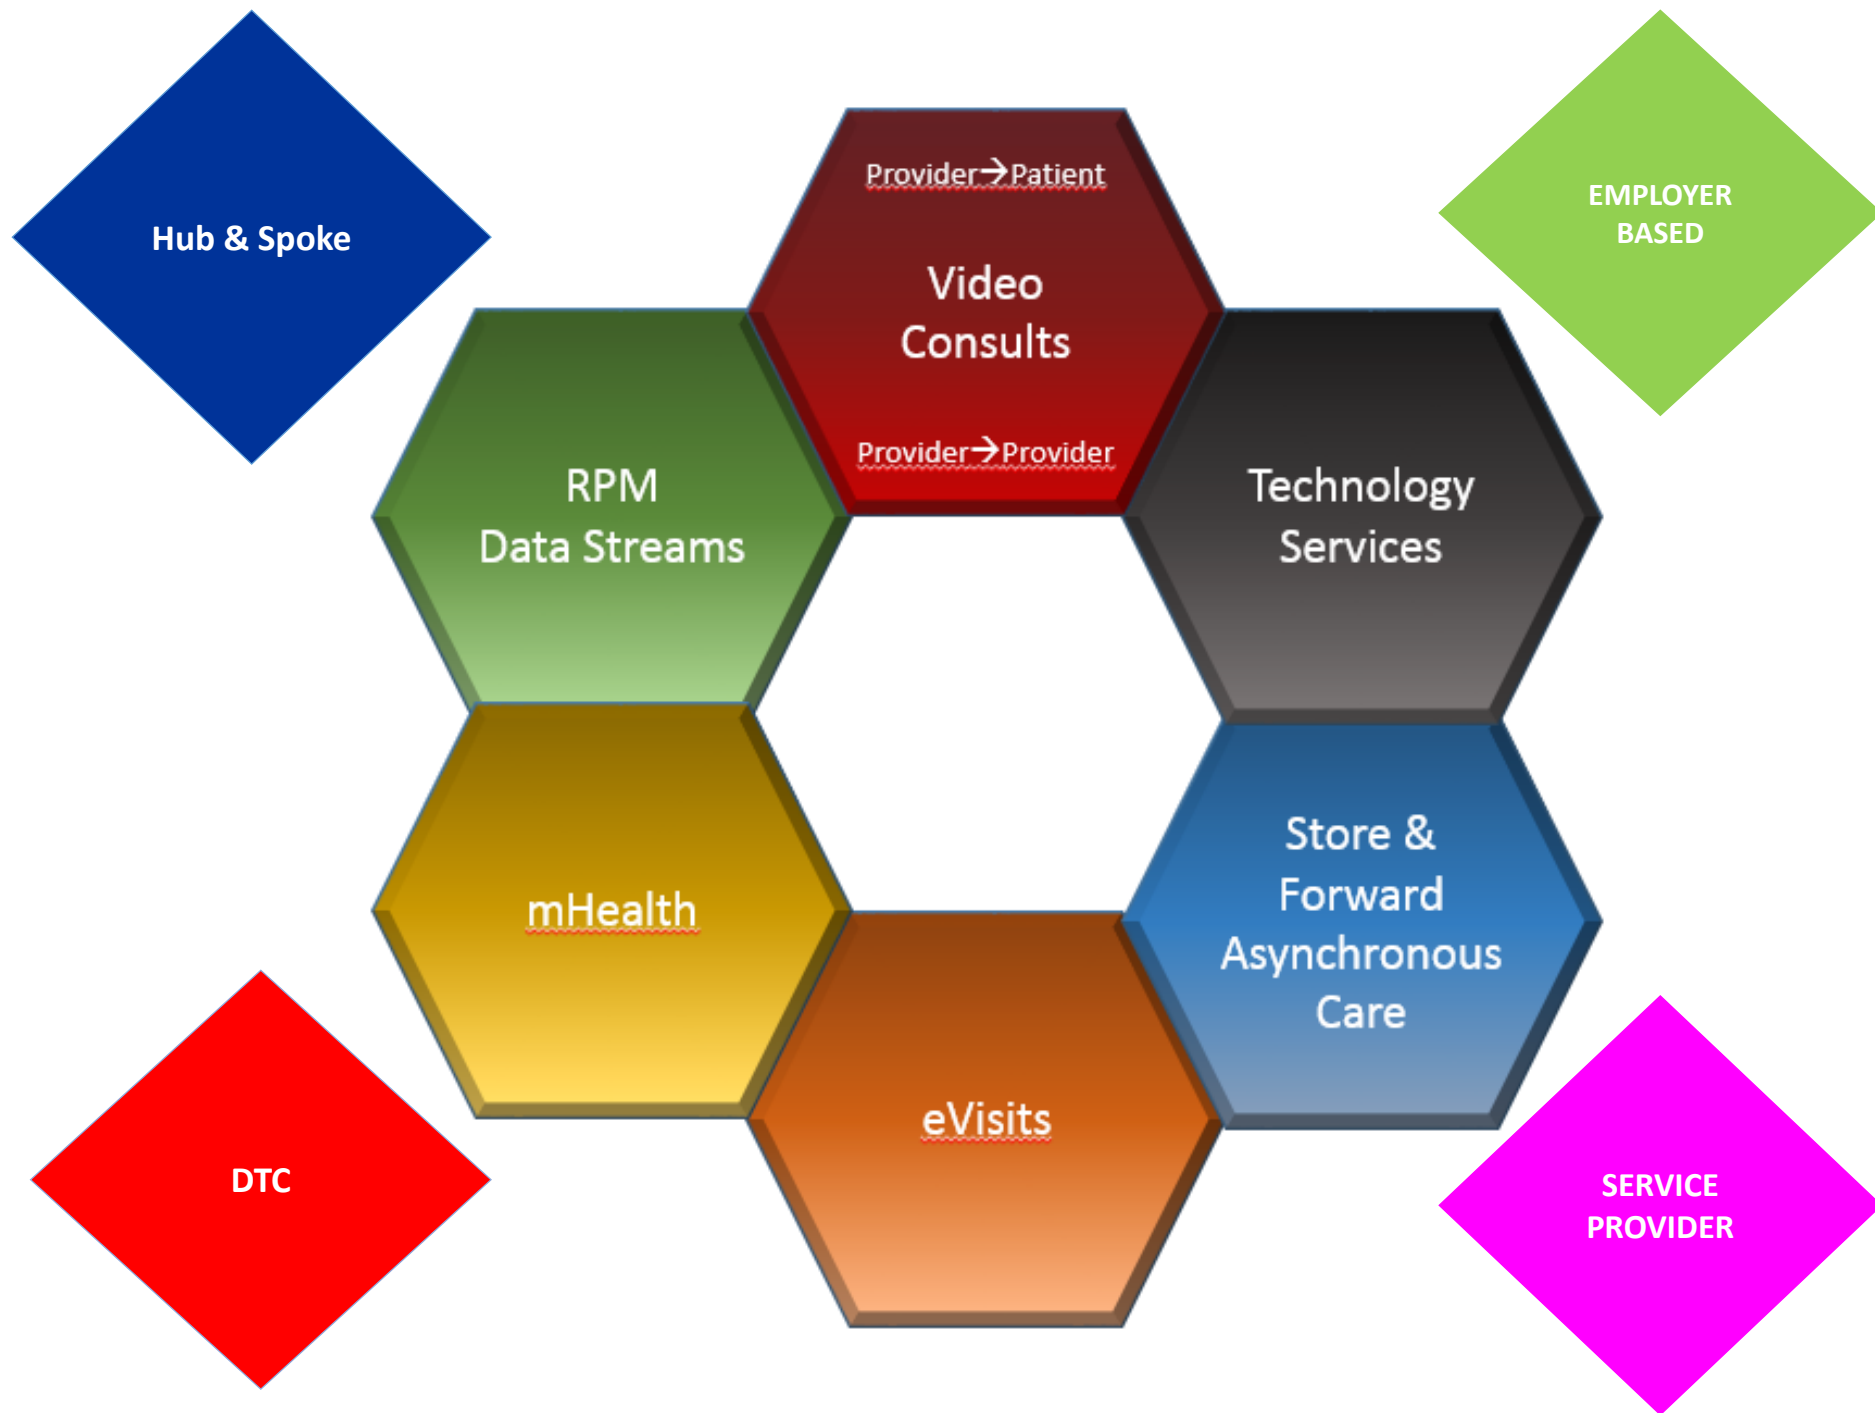 Hub & Spoke
EMPLOYER
BASED
Provider→Patient
Video
Consults
Provider→Provider
RPM
Data Streams
Technology
Services
mHealth
Store &
Forward
Asynchronous
Care
eVisits
DTC
SERVICE
PROVIDER